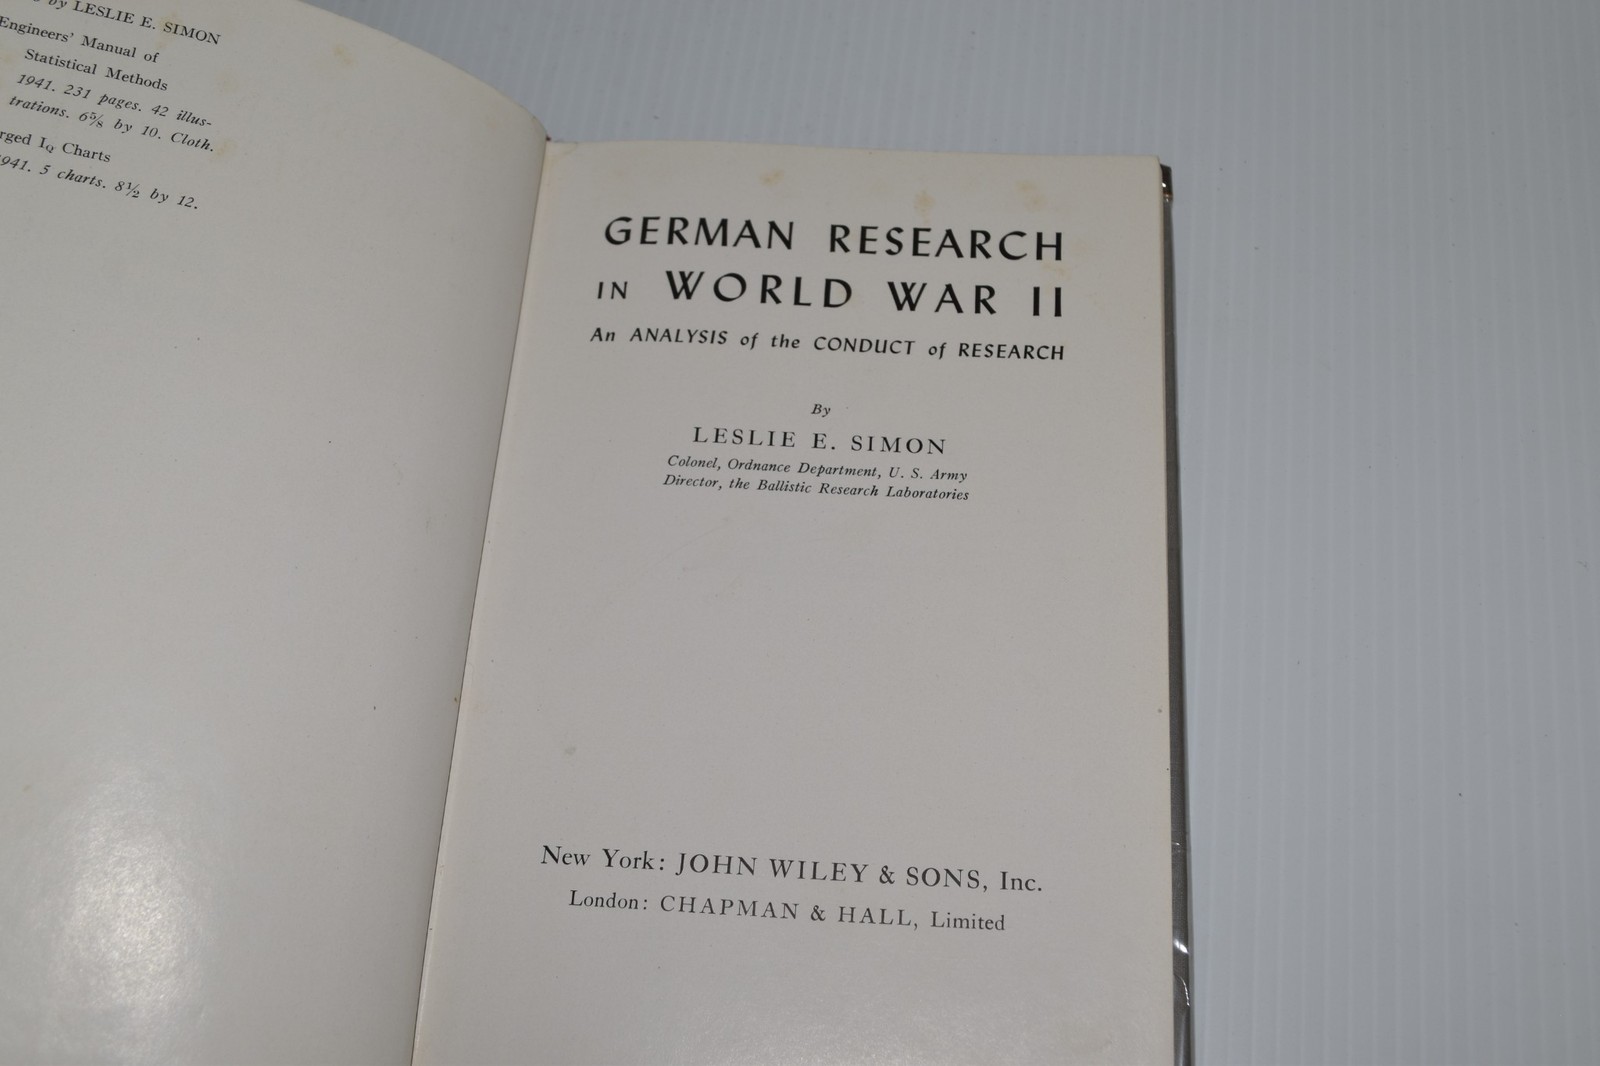 by LESLIE E. SIMON
Engineers' Manual of
Statistical Methods
1941. 231 pages. 42 illus-
trations. 6⅝ by 10. Cloth.
I_Q Charts
1941. 5 charts. 8½ by 12.
GERMAN RESEARCH
IN WORLD WAR II
An ANALYSIS of the CONDUCT of RESEARCH
By
LESLIE E. SIMON
Colonel, Ordnance Department, U. S. Army
Director, the Ballistic Research Laboratories
New York: JOHN WILEY & SONS, Inc.
London: CHAPMAN & HALL, Limited